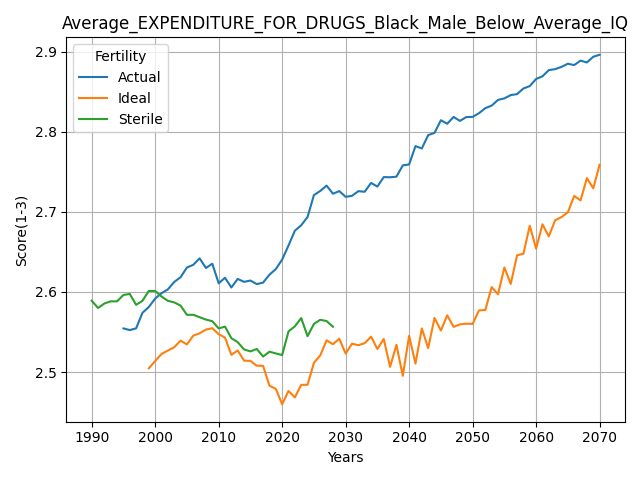 Average_EXPENDITURE_FOR_DRUGS_Black_Male_Below_Average_IQ
Fertility
Actual
Ideal
Sterile
Score(1-3)
2.9
2.8
2.7
2.6
2.5
1990 2000 2010 2020 2030 2040 2050 2060 2070
Years